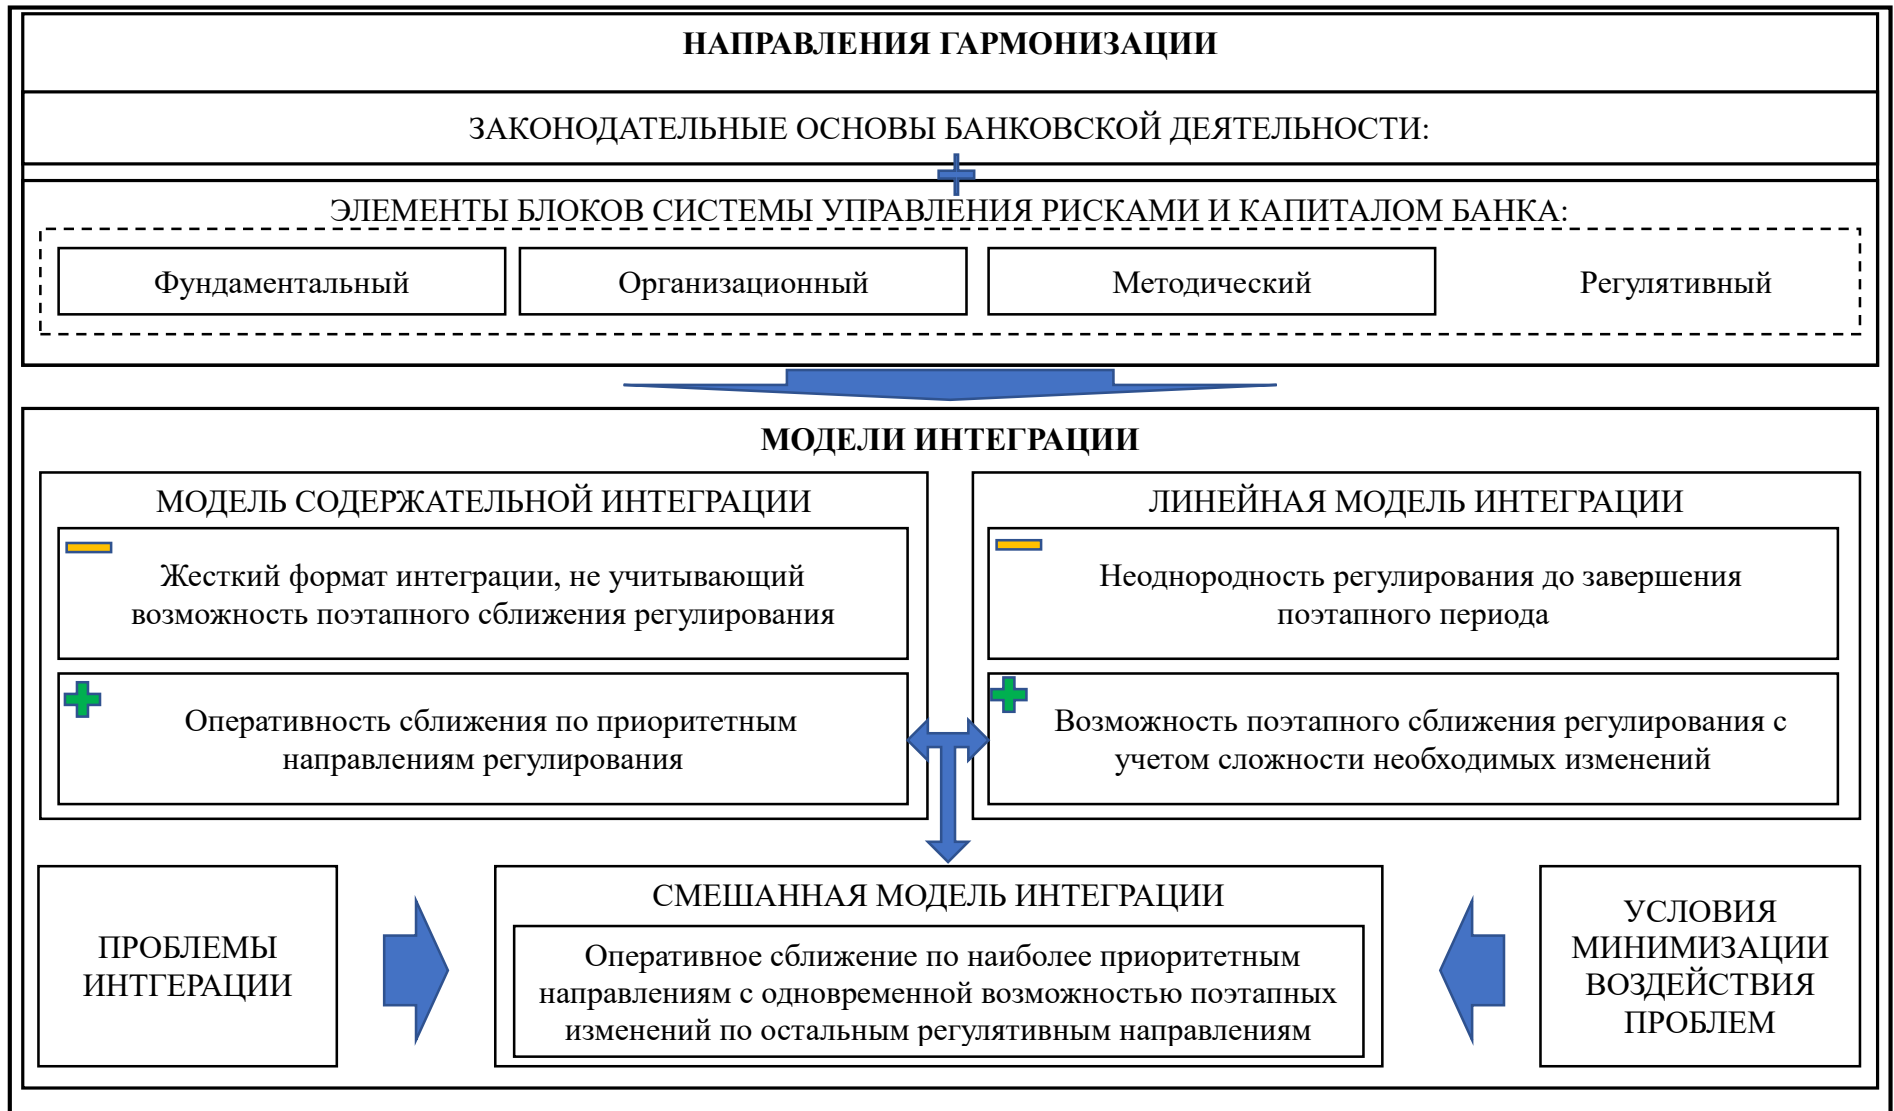 НАПРАВЛЕНИЯ ГАРМОНИЗАЦИИ
ЗАКОНОДАТЕЛЬНЫЕ ОСНОВЫ БАНКОВСКОЙ ДЕЯТЕЛЬНОСТИ:
ЭЛЕМЕНТЫ БЛОКОВ СИСТЕМЫ УПРАВЛЕНИЯ РИСКАМИ И КАПИТАЛОМ БАНКА:
Фундаментальный
Организационный
Методический
Регулятивный
МОДЕЛИ ИНТЕГРАЦИИ
МОДЕЛЬ СОДЕРЖАТЕЛЬНОЙ ИНТЕГРАЦИИ
Жесткий формат интеграции, не учитывающий
возможность поэтапного сближения регулирования
Оперативность сближения по приоритетным
направлениям регулирования
ЛИНЕЙНАЯ МОДЕЛЬ ИНТЕГРАЦИИ
Неоднородность регулирования до завершения
поэтапного периода
Возможность поэтапного сближения регулирования с
учетом сложности необходимых изменений
ПРОБЛЕМЫ
ИНТГЕРАЦИИ
СМЕШАННАЯ МОДЕЛЬ ИНТЕГРАЦИИ
Оперативное сближение по наиболее приоритетным
направлениям с одновременной возможностью поэтапных
изменений по остальным регулятивным направлениям
УСЛОВИЯ
МИНИМИЗАЦИИ
ВОЗДЕЙСТВИЯ
ПРОБЛЕМ